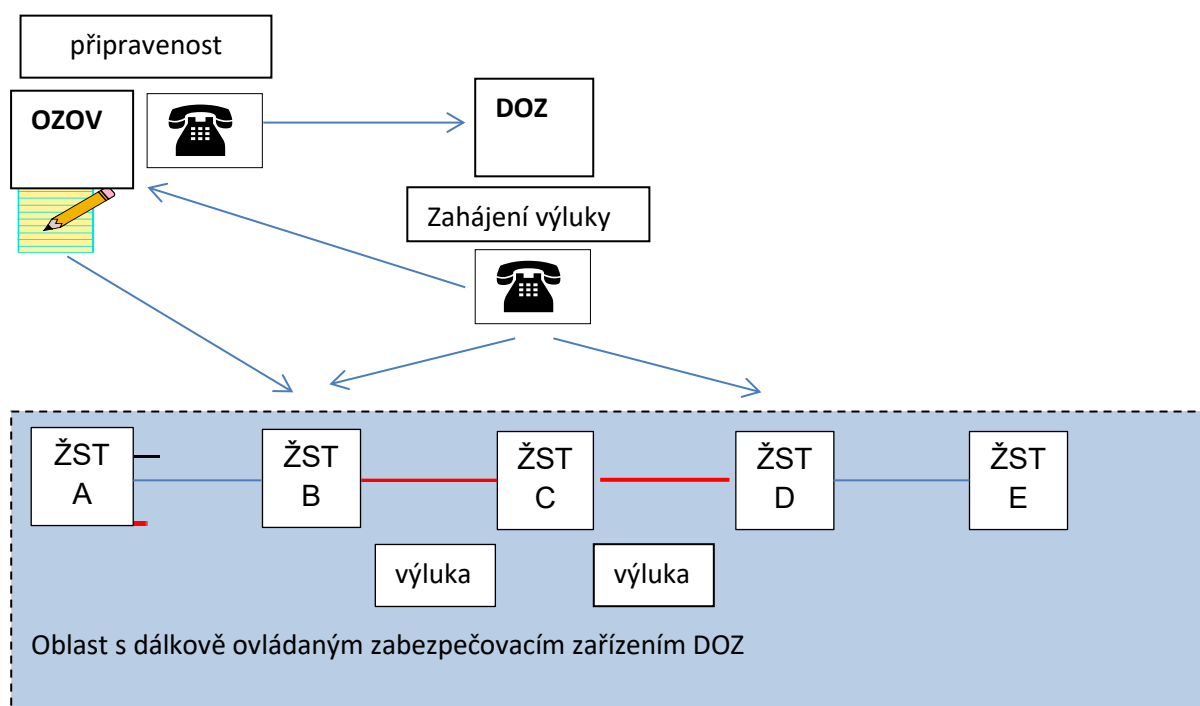 připravenost
OZOV
DOZ
Zahájení výluky
ŽST
A
ŽST
B
ŽST
C
ŽST
D
ŽST
E
výluka
výluka
Oblast s dálkově ovládaným zabezpečovacím zařízením DOZ